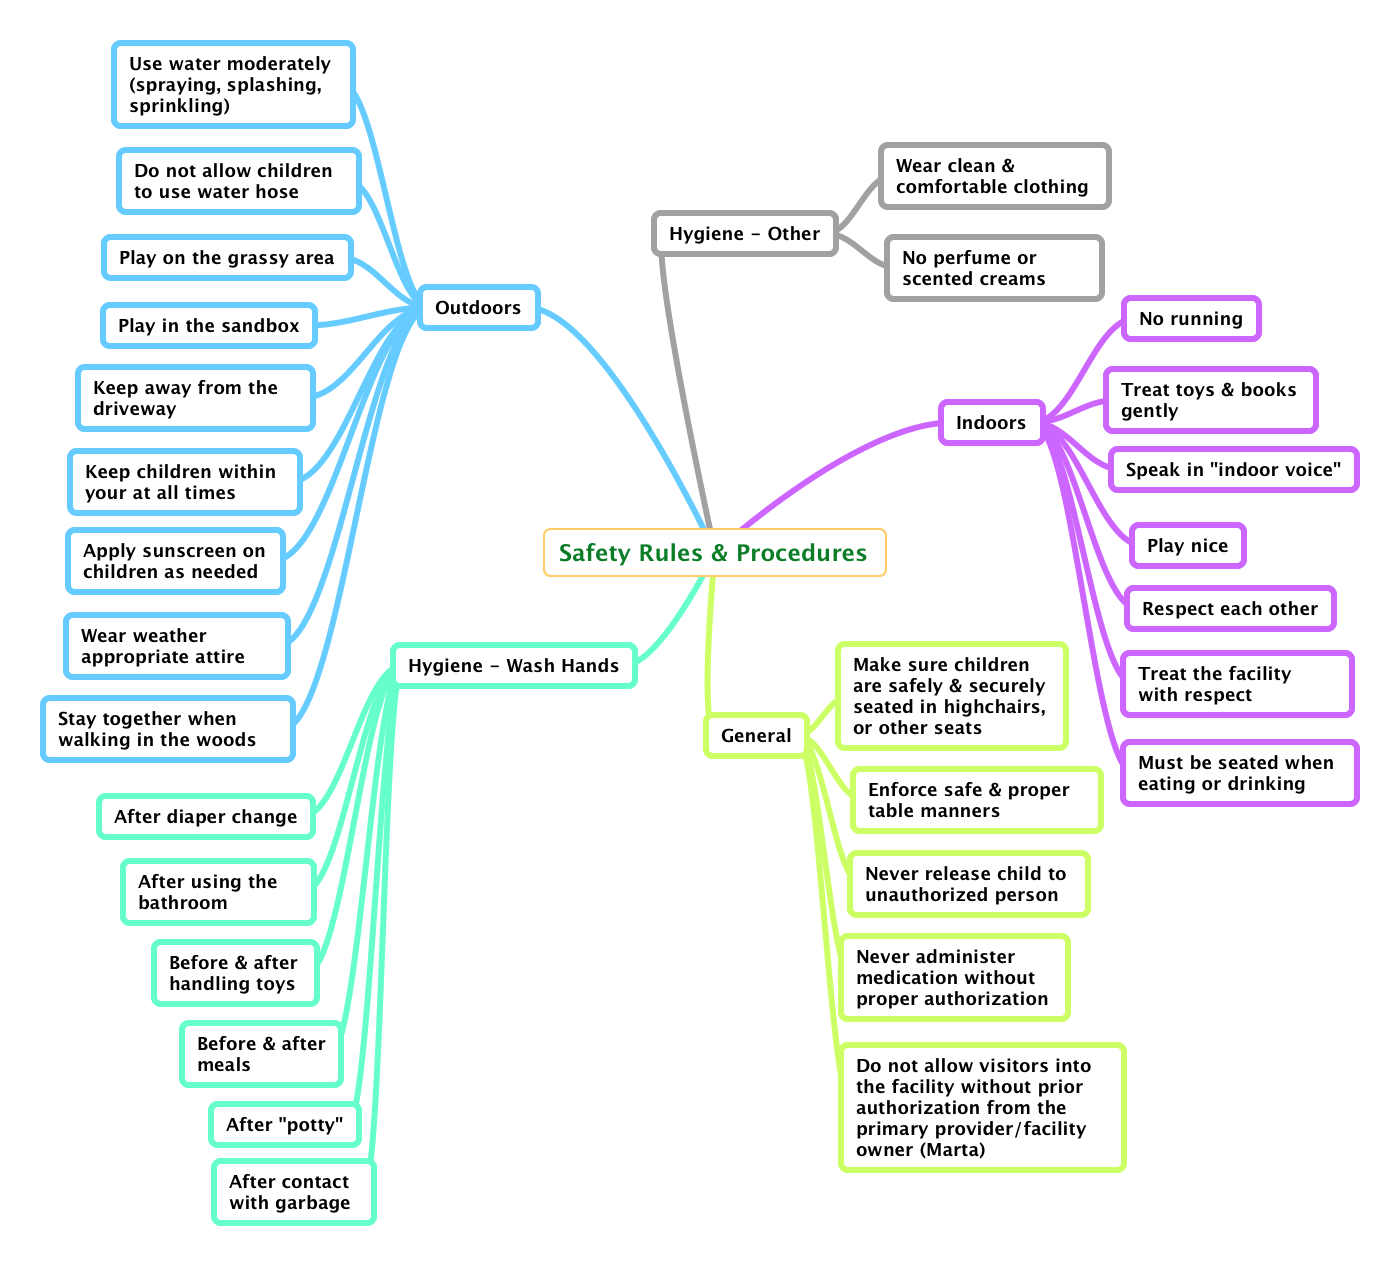 Safety Rules & Procedures
Outdoors
Use water moderately
(spraying, splashing,
sprinkling)
Do not allow children
to use water hose
Play on the grassy area
Play in the sandbox
Keep away from the
driveway
Keep children within
your at all times
Apply sunscreen on
children as needed
Wear weather
appropriate attire
Stay together when
walking in the woods
Hygiene – Other
Wear clean &
comfortable clothing
No perfume or
scented creams
Indoors
No running
Treat toys & books
gently
Speak in "indoor voice"
Play nice
Respect each other
Treat the facility
with respect
Must be seated when
eating or drinking
Hygiene – Wash Hands
After diaper change
After using the
bathroom
Before & after
handling toys
Before & after
meals
After "potty"
After contact
with garbage
General
Make sure children
are safely & securely
seated in highchairs,
or other seats
Enforce safe & proper
table manners
Never release child to
unauthorized person
Never administer
medication without
proper authorization
Do not allow visitors into
the facility without prior
authorization from the
primary provider/facility
owner (Marta)